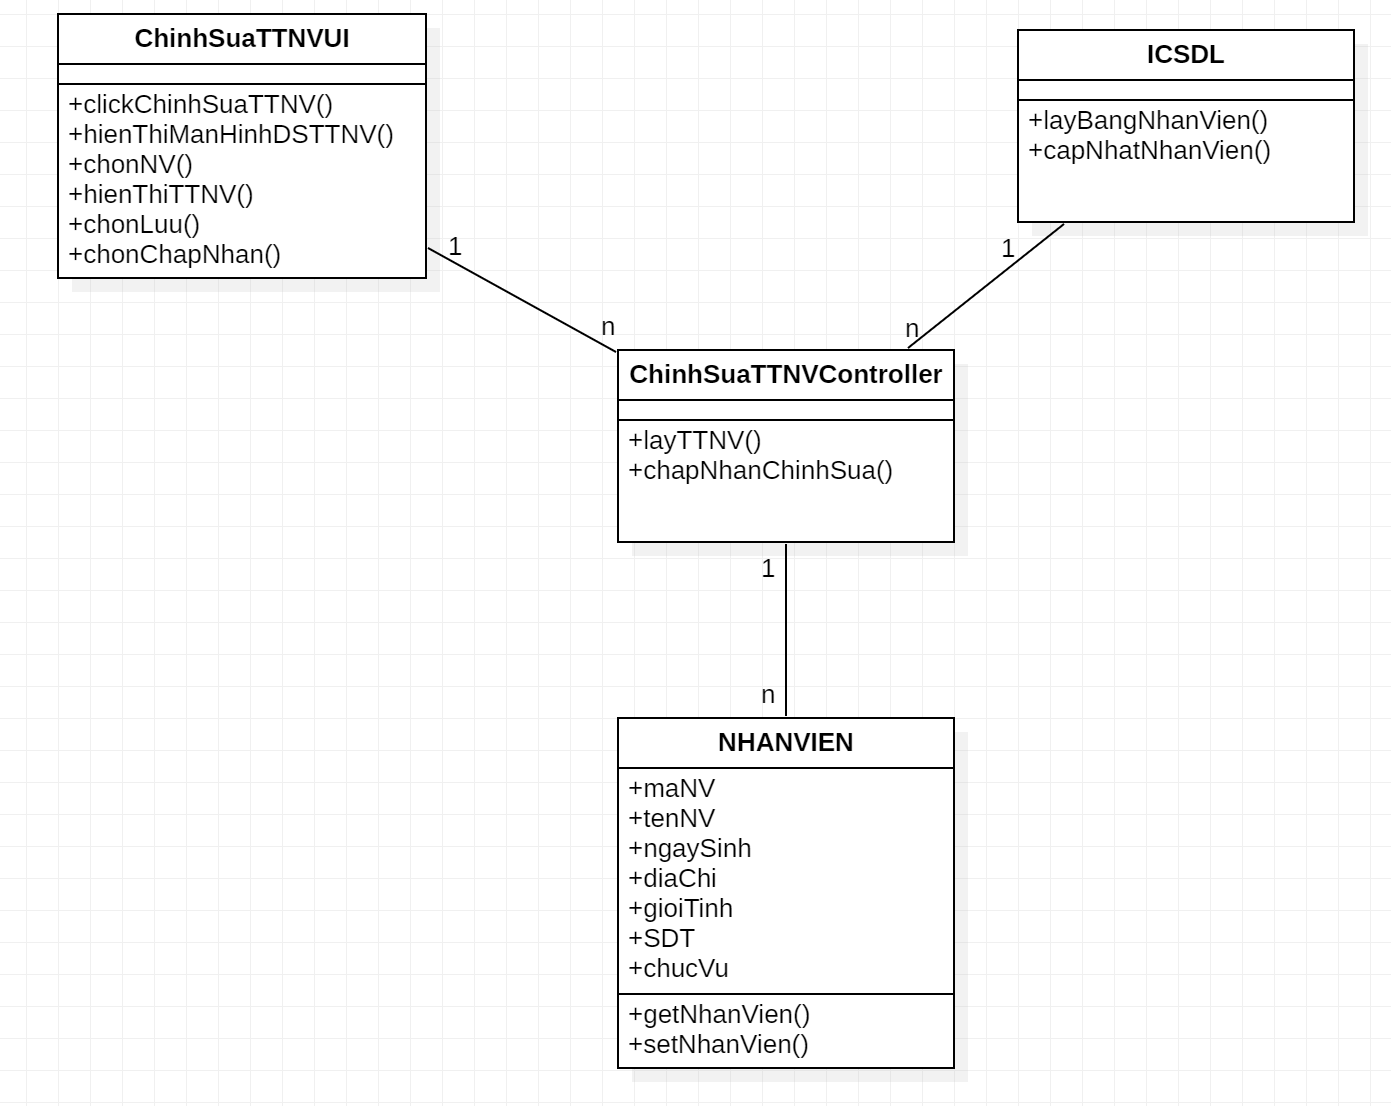 ChinhSuaTTNVUI
+clickChinhSuaTTNV()
+hienThiManHinhDSTTNV()
+chonNV()
+hienThiTTNV()
+chonLuu()
+chonChapNhan()
ICSDL
+layBangNhanVien()
+capNhatNhanVien()
1
n
1
n
ChinhSuaTTNVController
+layTTNV()
+chapNhanChinhSua()
1
n
NHANVIEN
+maNV
+tenNV
+ngaySinh
+diaChi
+gioiTinh
+SDT
+chucVu
+getNhanVien()
+setNhanVien()